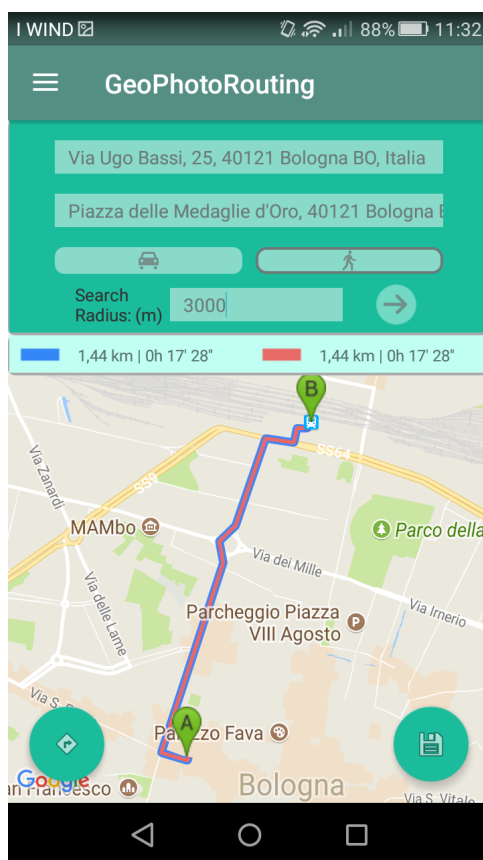 I WIND 88% 11:32
GeoPhotoRouting
Via Ugo Bassi, 25, 40121 Bologna BO, Italia
Piazza delle Medaglie d'Oro, 40121 Bologna
Search
Radius: (m)
3000
1,44 km | 0h 17' 28" 1,44 km | 0h 17' 28"
B
SS64
Via Zanardi
SS9
MAMbo
Parco della
Via dei Mille
Via delle Lame
Parcheggio Piazza
VIII Agosto
P
Via Irnerio
Via S.
A
Palazzo Fava
Google
an Francesco
Bologna
Via S. Vitale